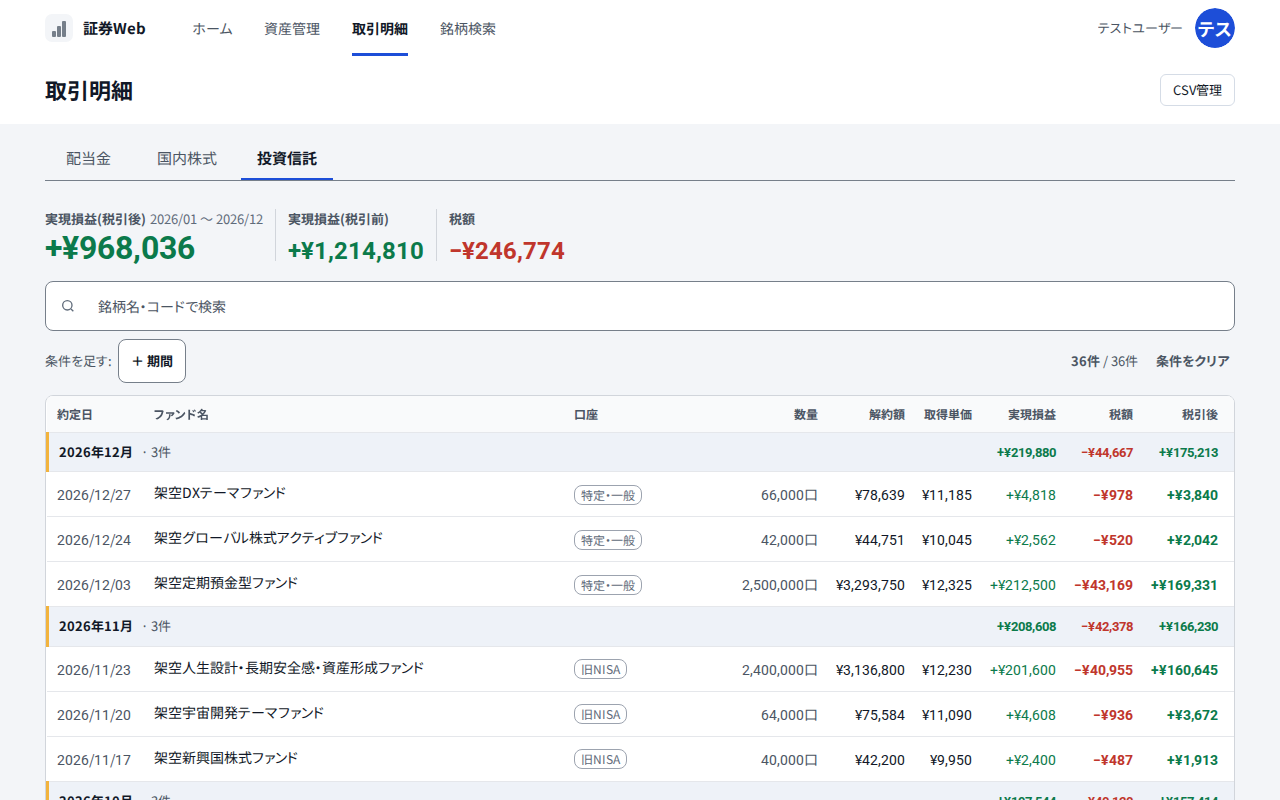 証券Web ホーム 資産管理 取引明細 銘柄検索 テストユーザー テス
取引明細 CSV管理
配当金 国内株式 投資信託
実現損益(税引後) 2026/01 〜 2026/12 実現損益(税引前) 税額
+¥968,036 +¥1,214,810 −¥246,774
銘柄名・コードで検索
条件を足す: + 期間 36件 / 36件 条件をクリア
約定日 ファンド名 口座 数量 解約額 取得単価 実現損益 税額 税引後
2026年12月 · 3件 +¥219,880 −¥44,667 +¥175,213
2026/12/27 架空DXテーマファンド 特定・一般 66,000口 ¥78,639 ¥11,185 +¥4,818 −¥978 +¥3,840
2026/12/24 架空グローバル株式アクティブファンド 特定・一般 42,000口 ¥44,751 ¥10,045 +¥2,562 −¥520 +¥2,042
2026/12/03 架空定期預金型ファンド 特定・一般 2,500,000口 ¥3,293,750 ¥12,325 +¥212,500 −¥43,169 +¥169,331
2026年11月 · 3件 +¥208,608 −¥42,378 +¥166,230
2026/11/23 架空人生設計・長期安全感・資産形成ファンド 旧NISA 2,400,000口 ¥3,136,800 ¥12,230 +¥201,600 −¥40,955 +¥160,645
2026/11/20 架空宇宙開発テーマファンド 旧NISA 64,000口 ¥75,584 ¥11,090 +¥4,608 −¥936 +¥3,672
2026/11/17 架空新興国株式ファンド 旧NISA 40,000口 ¥42,200 ¥9,950 +¥2,400 −¥487 +¥1,913
2026年10月 · 3件